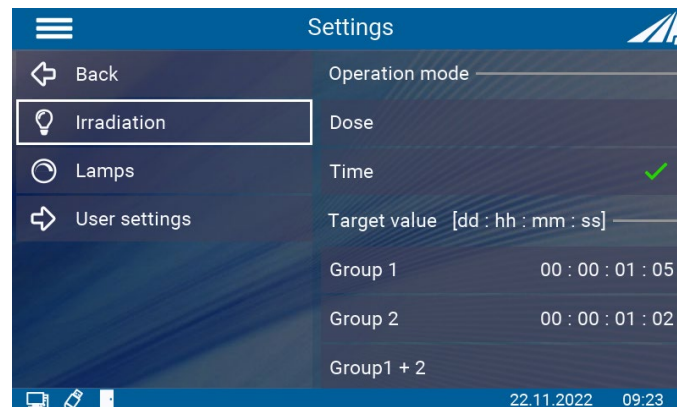 Settings
Back
Irradiation
Lamps
User settings
Operation mode
Dose
Time
Target value [dd : hh : mm : ss]
Group 1 00 : 00 : 01 : 05
Group 2 00 : 00 : 01 : 02
Group1 + 2
22.11.2022 09:23